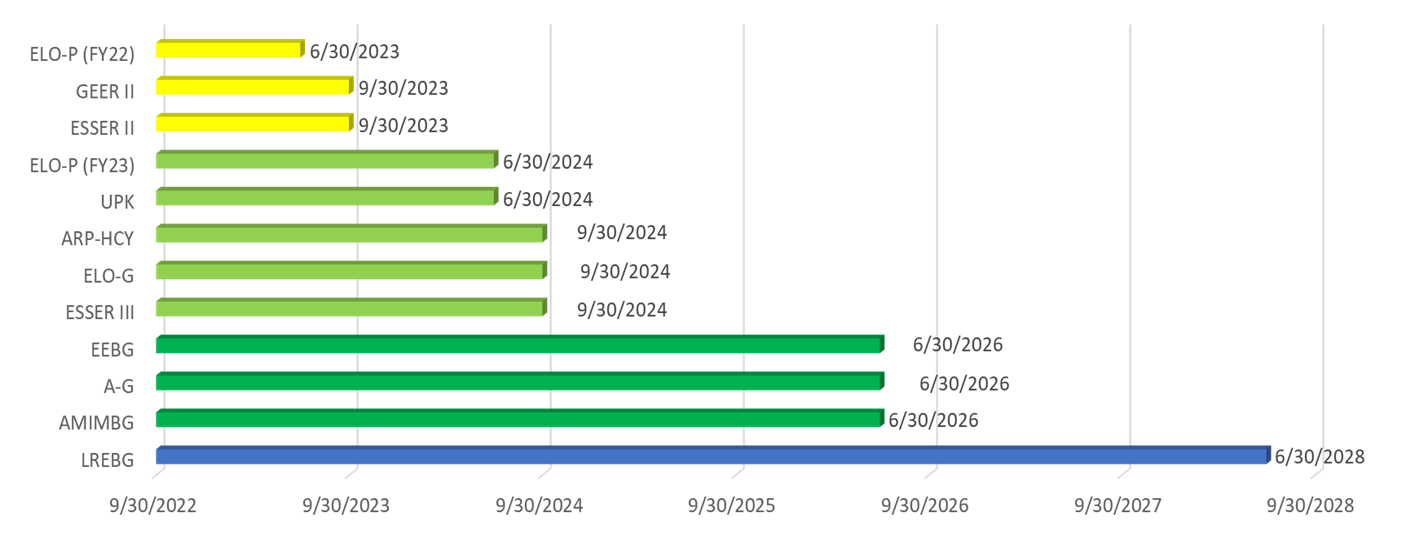 ELO-P (FY22) 6/30/2023
GEER II 9/30/2023
ESSER II 9/30/2023
ELO-P (FY23) 6/30/2024
UPK 6/30/2024
ARP-HCY 9/30/2024
ELO-G 9/30/2024
ESSER III 9/30/2024
EEBG 6/30/2026
A-G 6/30/2026
AMIMBG 6/30/2026
LREBG 6/30/2028
9/30/2022 9/30/2023 9/30/2024 9/30/2025 9/30/2026 9/30/2027 9/30/2028